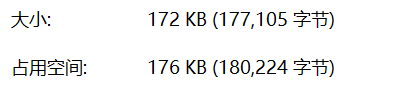 大小: 172 KB (177,105 字节)
占用空间: 176 KB (180,224 字节)